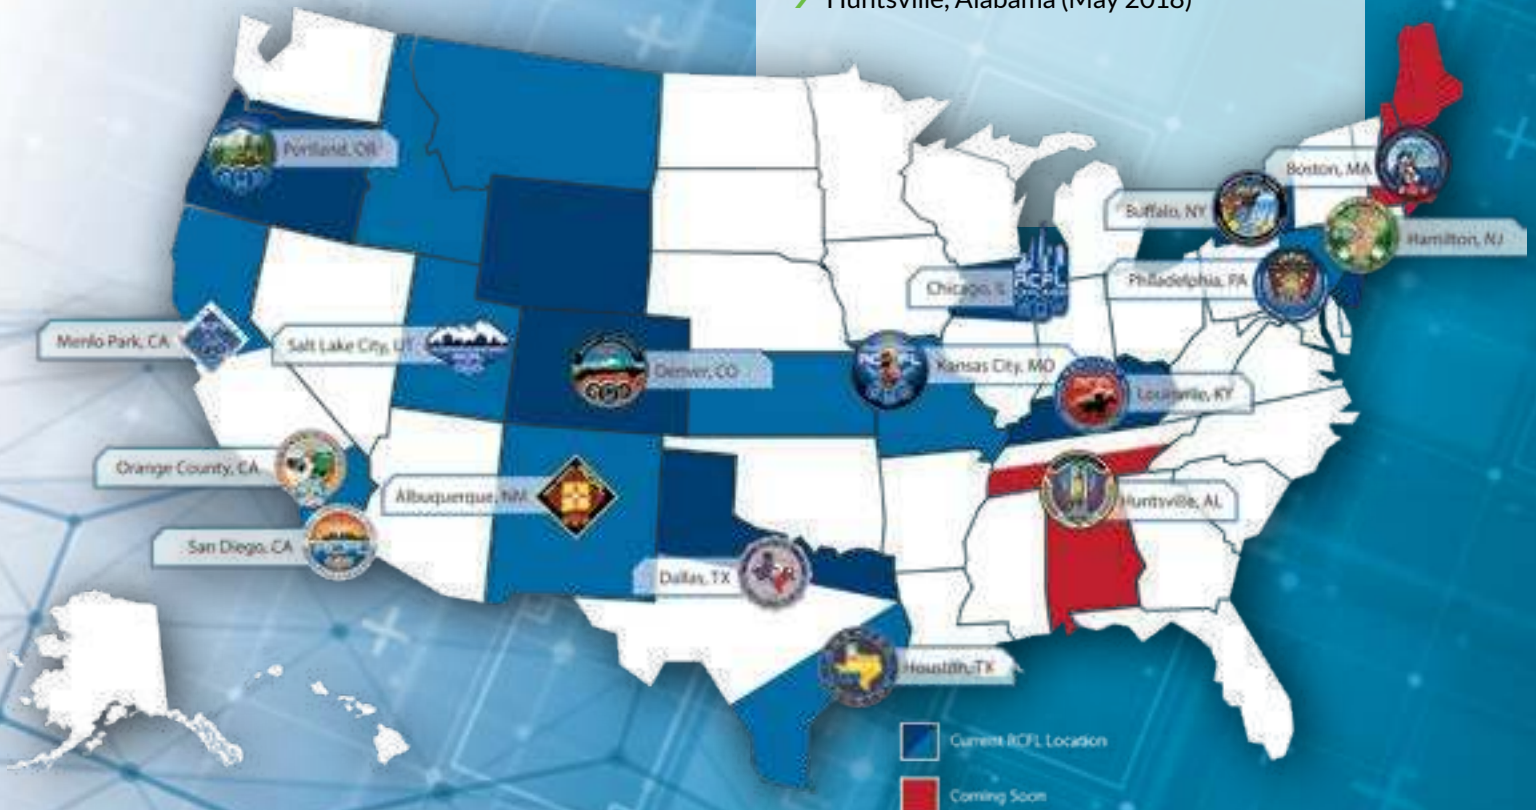 Huntsville, Alabama (May 2018)
Portland, OR
Boston, MA
Buffalo, NY
Hamilton, NJ
Philadelphia, PA
Chicago, IL
RCFL
Menlo Park, CA
Salt Lake City, UT
Denver, CO
Kansas City, MO
Louisville, KY
Orange County, CA
Albuquerque, NM
Huntsville, AL
San Diego, CA
Dallas, TX
Houston, TX
Current RCFL Location
Coming Soon